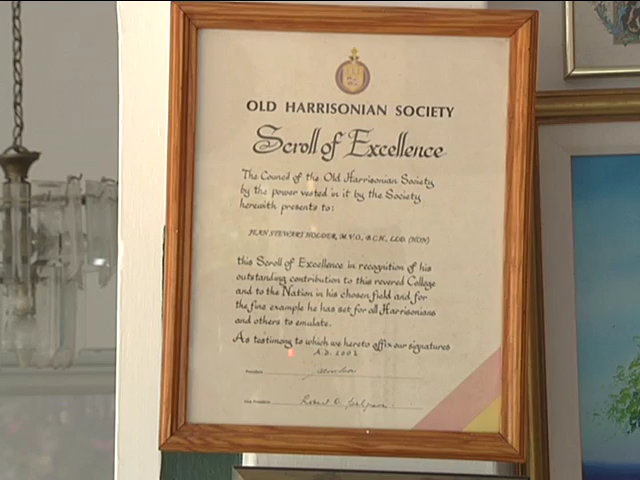 OLD HARRISONIAN SOCIETY
Scroll of Excellence
The Council of the Old Harrisonian Society,
by the power vested in it by the Society
herewith presents to:
STEWART HOLDER, M.V.O., B.C.H., LLD. (HON)
this Scroll of Excellence in recognition of his
outstanding contribution to this revered College
and to the Nation in his chosen field and for
the fine example he has set for all Harrisonians
and others to emulate.
As testimony to which we hereto affix our signatures
A.D. 2002
President
Vice President